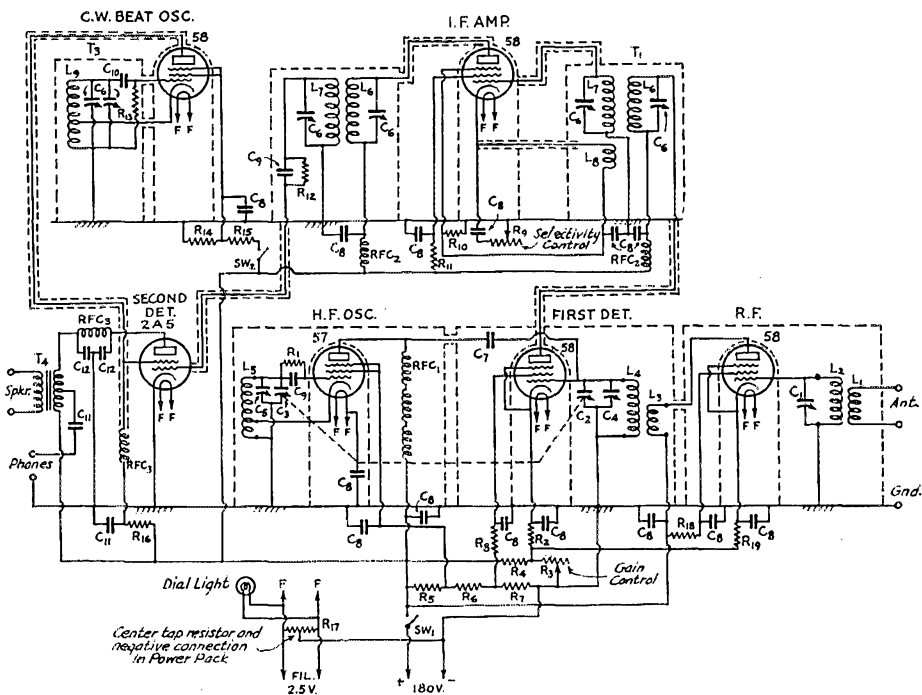 C.W. BEAT OSC.
I.F. AMP.
58
58
T3
T1
L9
C6
C10
R13
F F
L7
L6
C6
C6
F F
L7
L6
C6
C6
L8
C9
R12
C8
C8
R14
R15
SW2
C8
RFC2
C8
R11
R10
R9
Selectivity
Control
C8
RFC2
SECOND
DET.
2A5
H.F. OSC.
FIRST DET.
R.F.
57
58
58
RFC3
T4
C12
C12
Spkr.
C11
Phones
F F
RFC3
L5
C5
C3
R1
C9
F F
C8
RFC1
C7
F F
C2
C4
L4
L3
F F
C1
L2
L1
Ant.
Gnd.
C11
R16
C8
C8
R8
C8
R2
C8
C8
R18
C8
R19
C8
R4
R3
Gain
Control
R5
R6
R7
Dial Light
F
F
R17
SW1
Center tap resistor and
negative connection
in Power Pack
FIL.
2.5V.
+ 180V. −